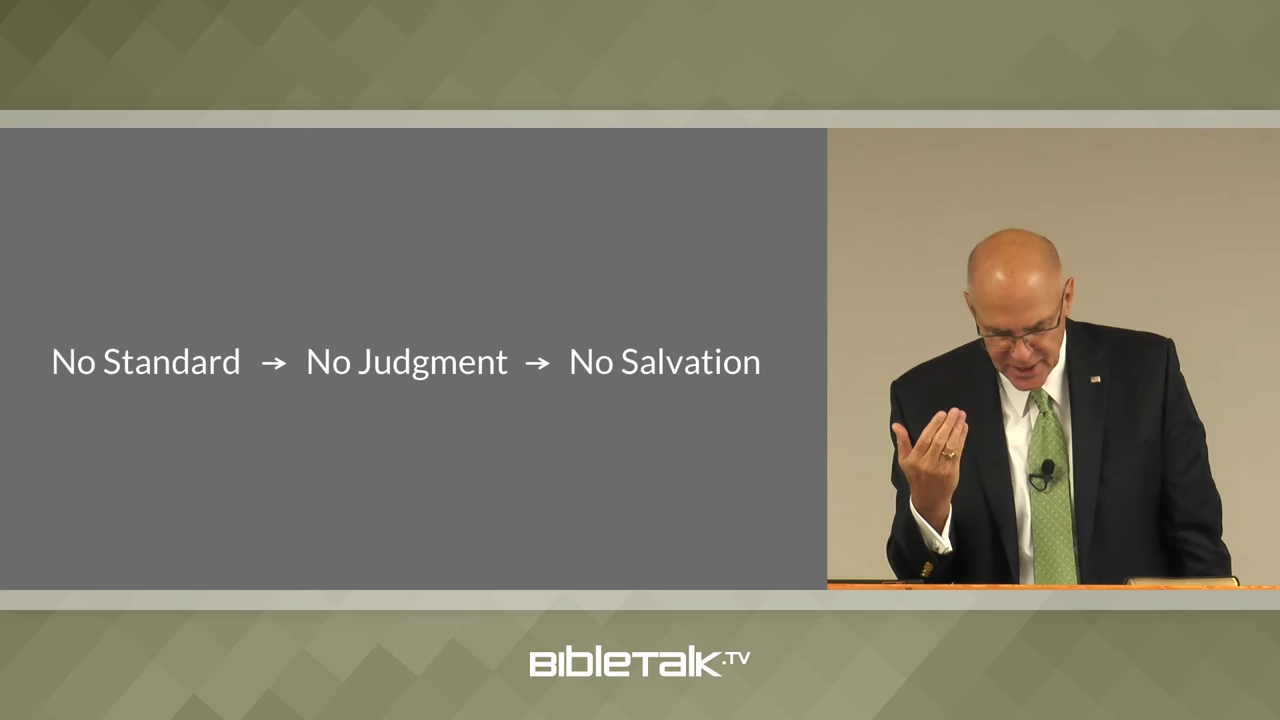 No Standard → No Judgment → No Salvation
BibleTalk.TV